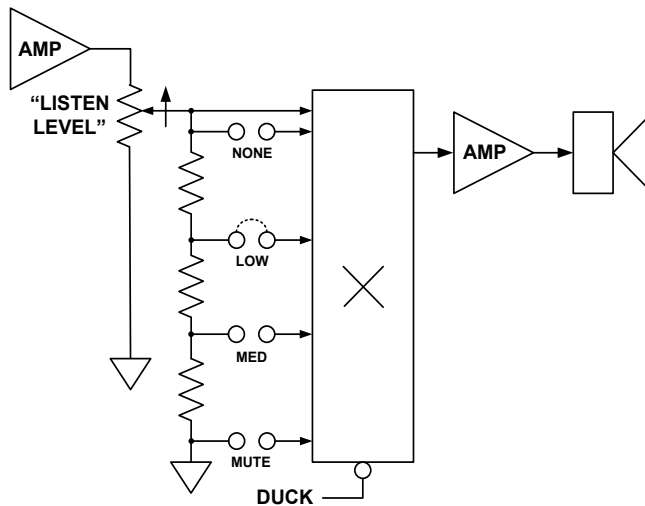 AMP
“LISTEN
LEVEL”
NONE
LOW
MED
MUTE
DUCK
AMP